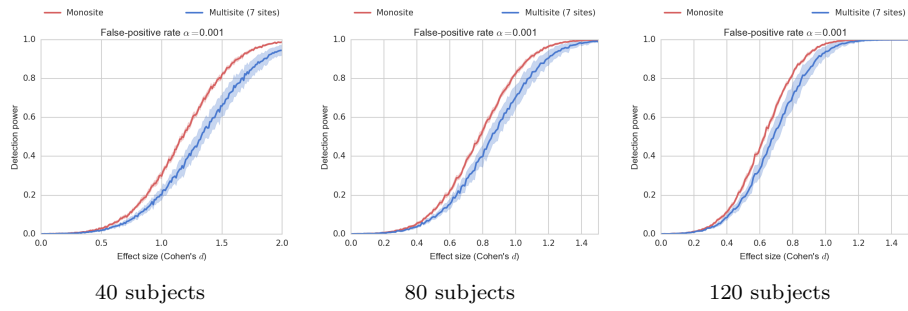 Monosite Multisite (7 sites)
False-positive rate α=0.001
1.0
0.8
0.6
0.4
0.2
0.0
Detection power
0.0 0.5 1.0 1.5 2.0
Effect size (Cohen's d)
40 subjects
Monosite Multisite (7 sites)
False-positive rate α=0.001
1.0
0.8
0.6
0.4
0.2
0.0
Detection power
0.0 0.2 0.4 0.6 0.8 1.0 1.2 1.4
Effect size (Cohen's d)
80 subjects
Monosite Multisite (7 sites)
False-positive rate α=0.001
1.0
0.8
0.6
0.4
0.2
0.0
Detection power
0.0 0.2 0.4 0.6 0.8 1.0 1.2 1.4
Effect size (Cohen's d)
120 subjects